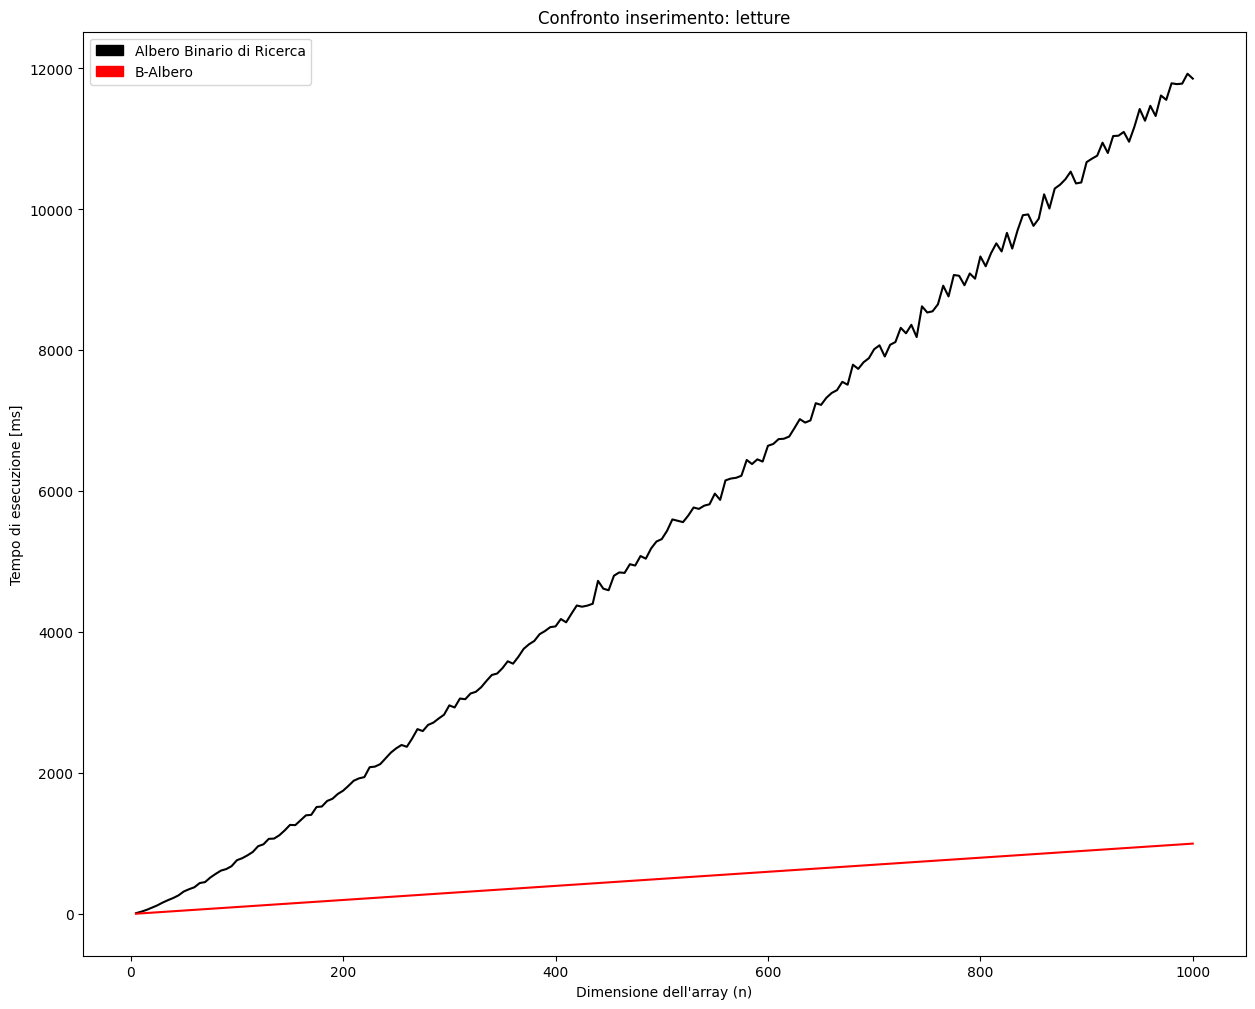 Confronto inserimento: letture
Albero Binario di Ricerca
B-Albero
12000
10000
8000
6000
4000
2000
0
Tempo di esecuzione [ms]
0
200
400
600
800
1000
Dimensione dell'array (n)